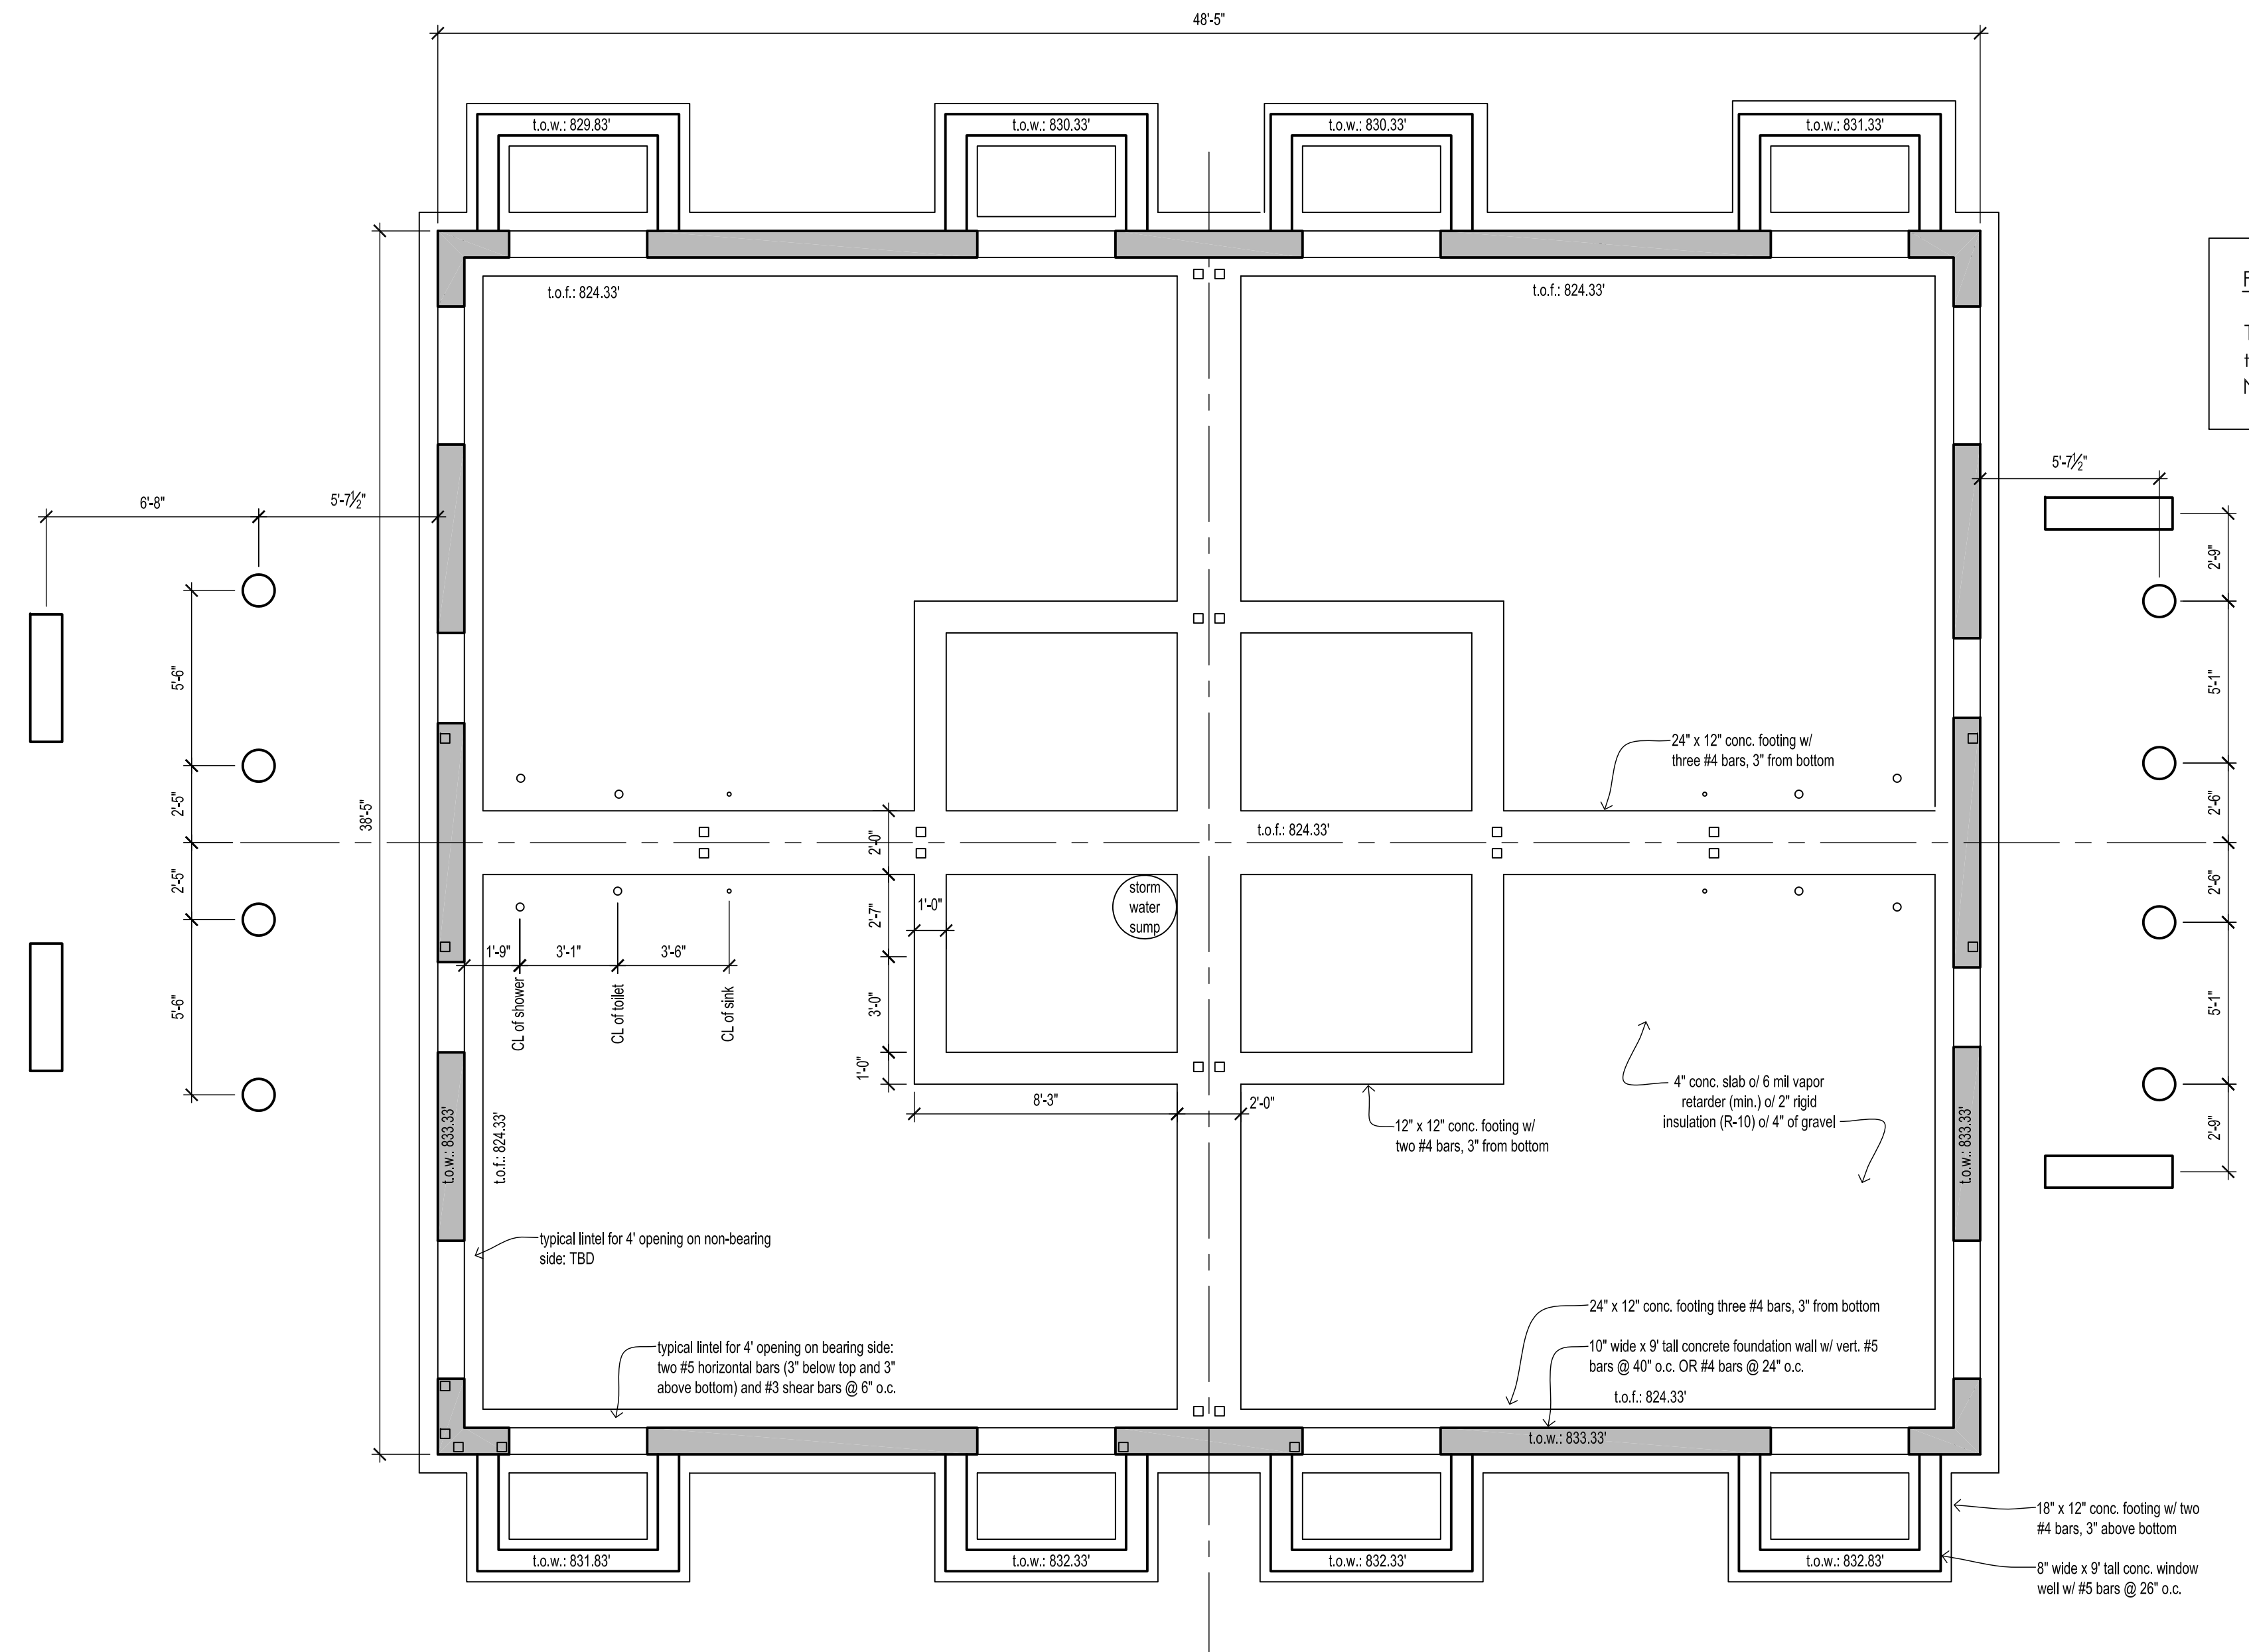 48'-5"
t.o.w.: 829.83'
t.o.w.: 830.33'
t.o.w.: 830.33'
t.o.w.: 831.33'
t.o.f.: 824.33'
t.o.f.: 824.33'
6'-8"
5'-7½"
5'-7½"
38'-5"
5'-6"
2'-5"
2'-5"
5'-6"
2'-9"
5'-1"
2'-6"
2'-6"
5'-1"
2'-9"
24" x 12" conc. footing w/
three #4 bars, 3" from bottom
t.o.f.: 824.33'
2'-0"
2'-7"
3'-0"
1'-0"
1'-0"
storm
water
sump
1'-9"
3'-1"
3'-6"
CL of shower
CL of toilet
CL of sink
8'-3"
2'-0"
12" x 12" conc. footing w/
two #4 bars, 3" from bottom
4" conc. slab o/ 6 mil vapor
retarder (min.) o/ 2" rigid
insulation (R-10) o/ 4" of gravel
t.o.w.: 833.33'
t.o.f.: 824.33'
t.o.w.: 833.33'
typical lintel for 4' opening on non-bearing
side: TBD
typical lintel for 4' opening on bearing side:
two #5 horizontal bars (3" below top and 3"
above bottom) and #3 shear bars @ 6" o.c.
24" x 12" conc. footing three #4 bars, 3" from bottom
10" wide x 9' tall concrete foundation wall w/ vert. #5
bars @ 40" o.c. OR #4 bars @ 24" o.c.
t.o.f.: 824.33'
t.o.w.: 833.33'
t.o.w.: 831.83'
t.o.w.: 832.33'
t.o.w.: 832.33'
t.o.w.: 832.83'
18" x 12" conc. footing w/ two
#4 bars, 3" above bottom
8" wide x 9' tall conc. window
well w/ #5 bars @ 26" o.c.